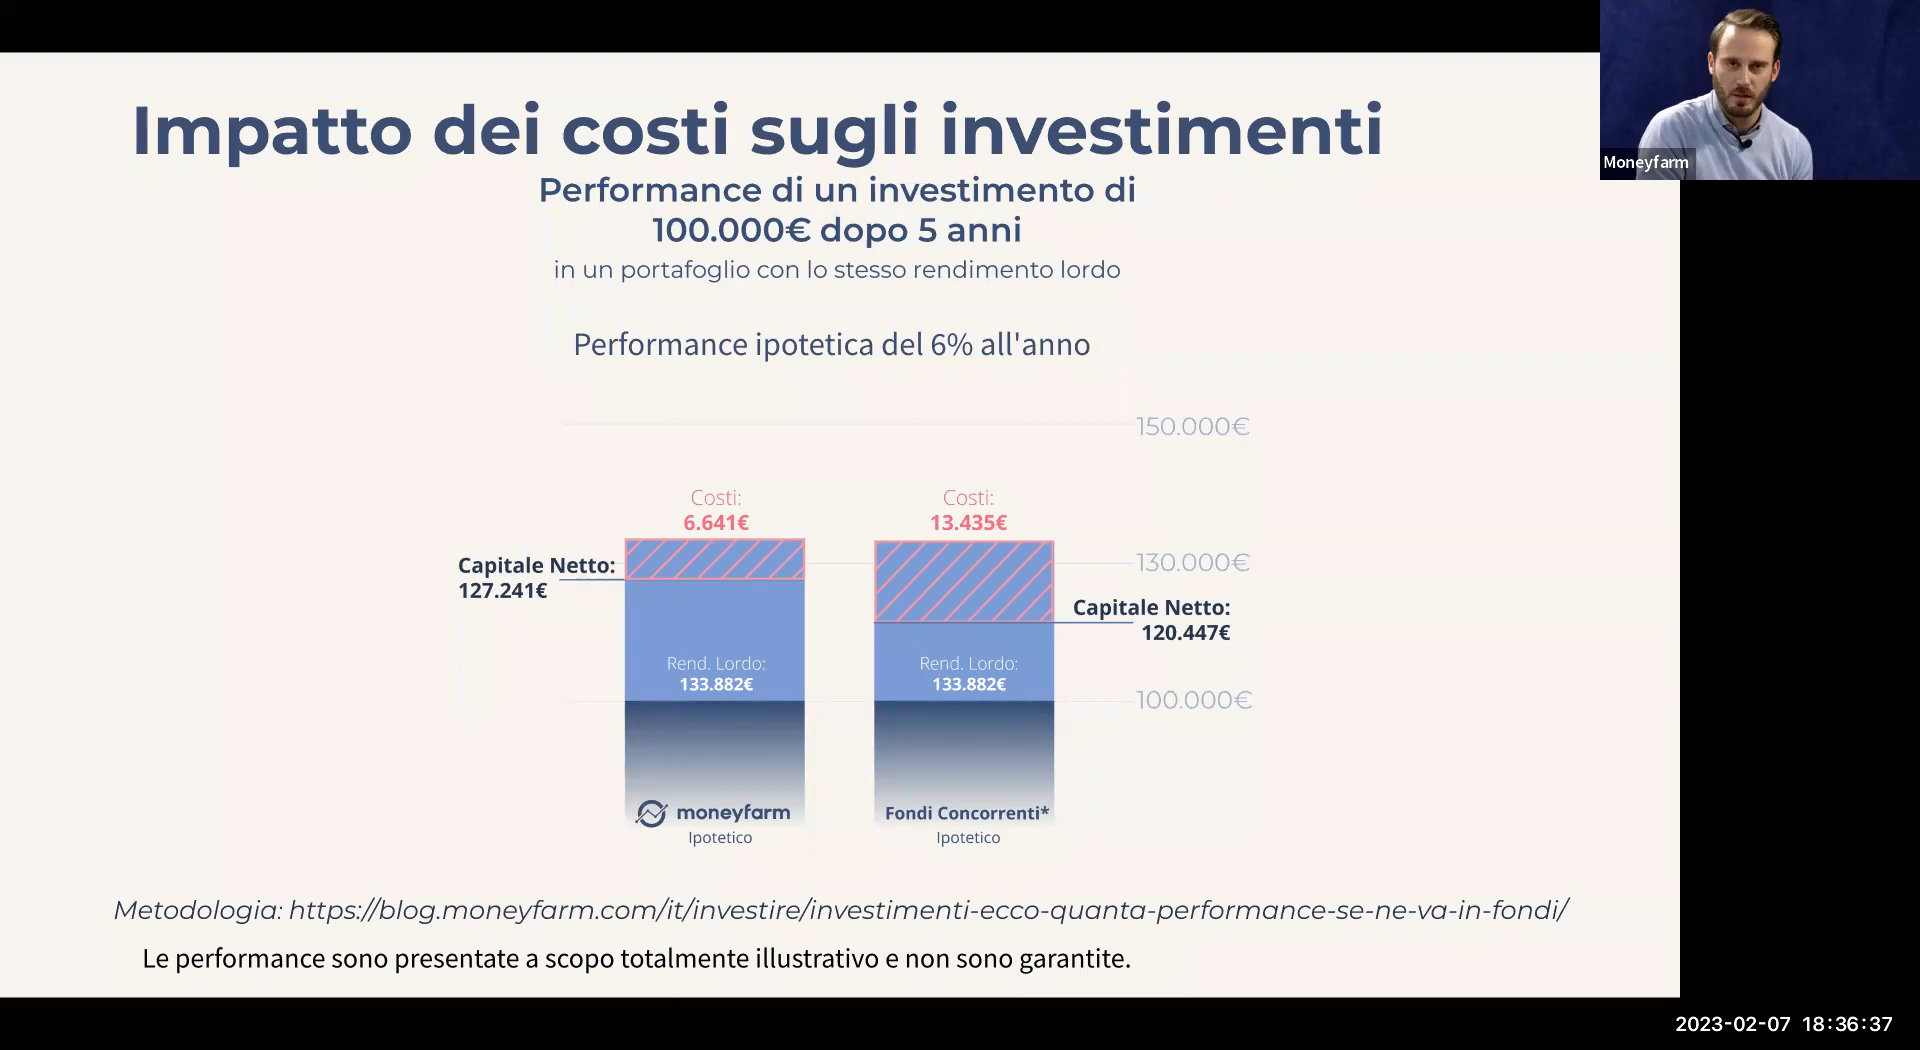 Impatto dei costi sugli investimenti
Performance di un investimento di
100.000€ dopo 5 anni
in un portafoglio con lo stesso rendimento lordo
Performance ipotetica del 6% all'anno
150.000€
Costi:
6.641€
Costi:
13.435€
Capitale Netto:
127.241€
130.000€
Capitale Netto:
120.447€
Rend. Lordo:
133.882€
Rend. Lordo:
133.882€
100.000€
moneyfarm
Ipotetico
Fondi Concorrenti*
Ipotetico
Metodologia: https://blog.moneyfarm.com/it/investire/investimenti-ecco-quanta-performance-se-ne-va-in-fondi/
Le performance sono presentate a scopo totalmente illustrativo e non sono garantite.
Moneyfarm
2023-02-07 18:36:37